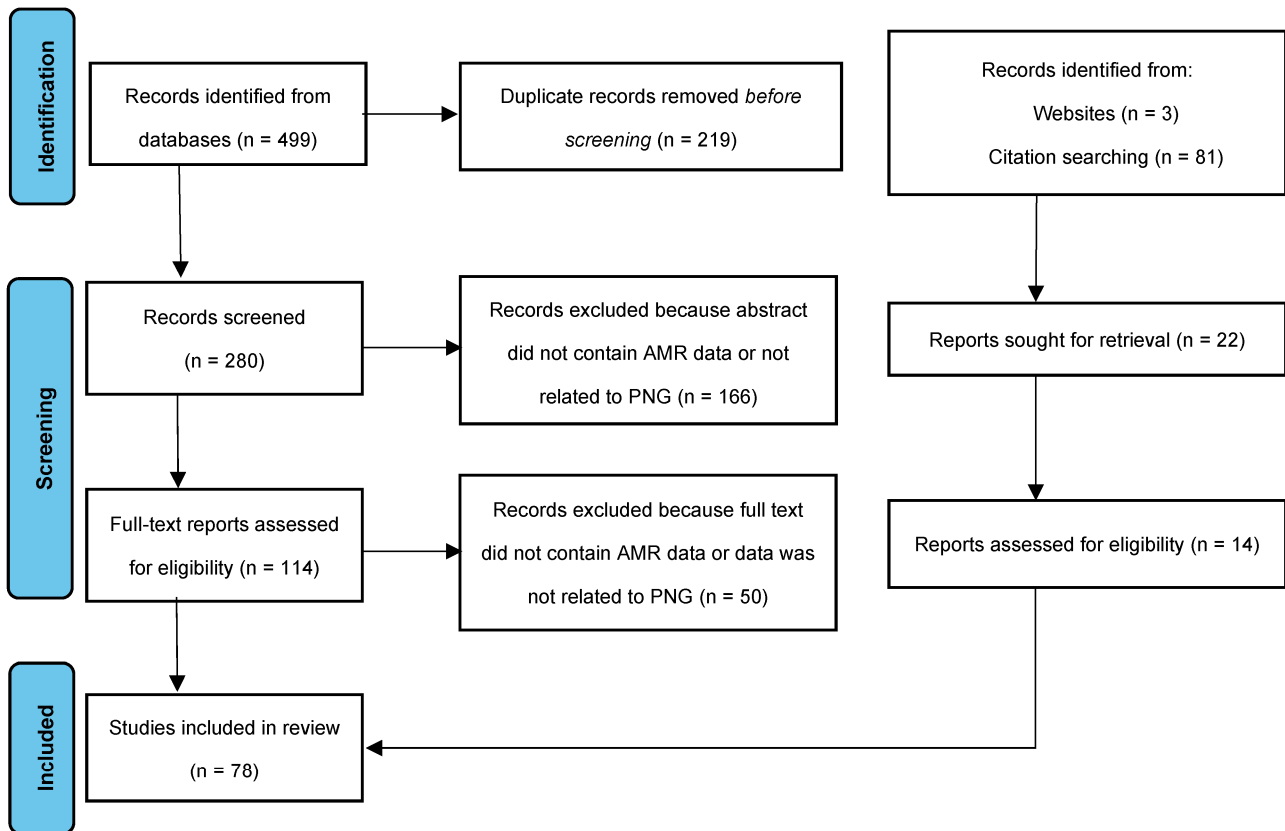 Identification
Records identified from
databases (n = 499)
Duplicate records removed before
screening (n = 219)
Records identified from:
Websites (n = 3)
Citation searching (n = 81)
Screening
Records screened
(n = 280)
Records excluded because abstract
did not contain AMR data or not
related to PNG (n = 166)
Reports sought for retrieval (n = 22)
Full-text reports assessed
for eligibility (n = 114)
Records excluded because full text
did not contain AMR data or data was
not related to PNG (n = 50)
Reports assessed for eligibility (n = 14)
Included
Studies included in review
(n = 78)